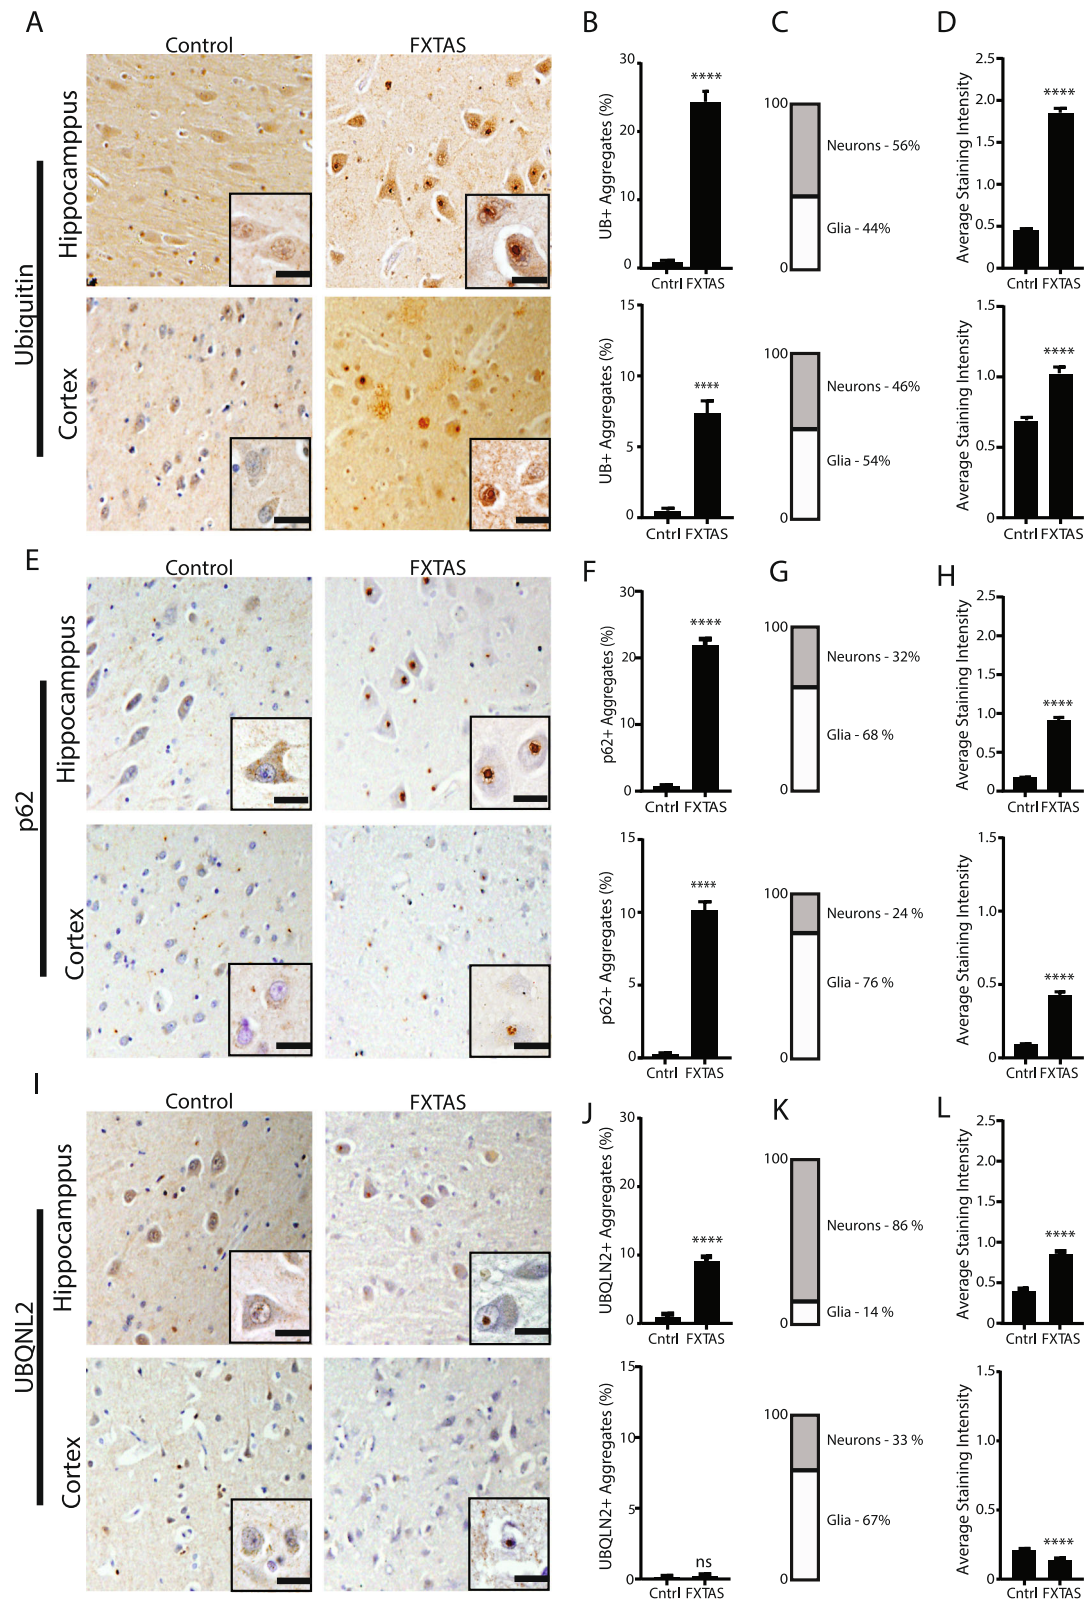 A
Control
FXTAS
Ubiquitin
Hippocamppus
Cortex
B
UB+ Aggregates (%)
30
20
10
0
****
Cntrl FXTAS
UB+ Aggregates (%)
15
10
5
0
****
Cntrl FXTAS
C
100
0
Neurons - 56%
Glia - 44%
100
0
Neurons - 46%
Glia - 54%
D
Average Staining Intensity
2.5
2.0
1.5
1.0
0.5
0
****
Cntrl FXTAS
Average Staining Intensity
1.5
1.0
0.5
0
****
Cntrl FXTAS
E
Control
FXTAS
p62
Hippocamppus
Cortex
F
p62+ Aggregates (%)
30
20
10
0
****
Cntrl FXTAS
p62+ Aggregates (%)
15
10
5
0
****
Cntrl FXTAS
G
100
0
Neurons - 32%
Glia - 68 %
100
0
Neurons - 24 %
Glia - 76 %
H
Average Staining Intensity
2.5
2.0
1.5
1.0
0.5
0
****
Cntrl FXTAS
Average Staining Intensity
1.5
1.0
0.5
0
****
Cntrl FXTAS
I
Control
FXTAS
UBQNL2
Hippocamppus
Cortex
J
UBQLN2+ Aggregates (%)
30
20
10
0
****
Cntrl FXTAS
UBQLN2+ Aggregates (%)
15
10
5
0
ns
Cntrl FXTAS
K
100
0
Neurons - 86 %
Glia - 14 %
100
0
Neurons - 33 %
Glia - 67%
L
Average Staining Intensity
2.5
2.0
1.5
1.0
0.5
0
****
Cntrl FXTAS
Average Staining Intensity
1.5
1.0
0.5
0
****
Cntrl FXTAS